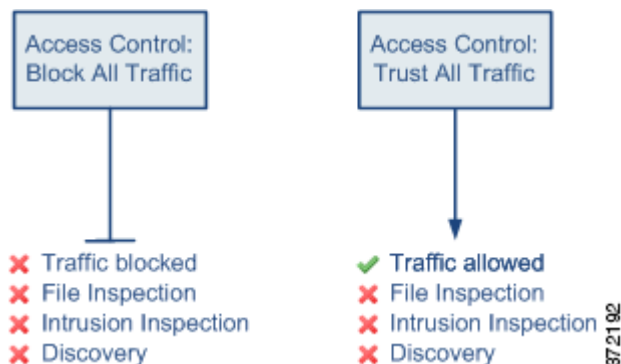 Access Control:
Block All Traffic
Traffic blocked
File Inspection
Intrusion Inspection
Discovery
Access Control:
Trust All Traffic
Traffic allowed
File Inspection
Intrusion Inspection
Discovery
372192